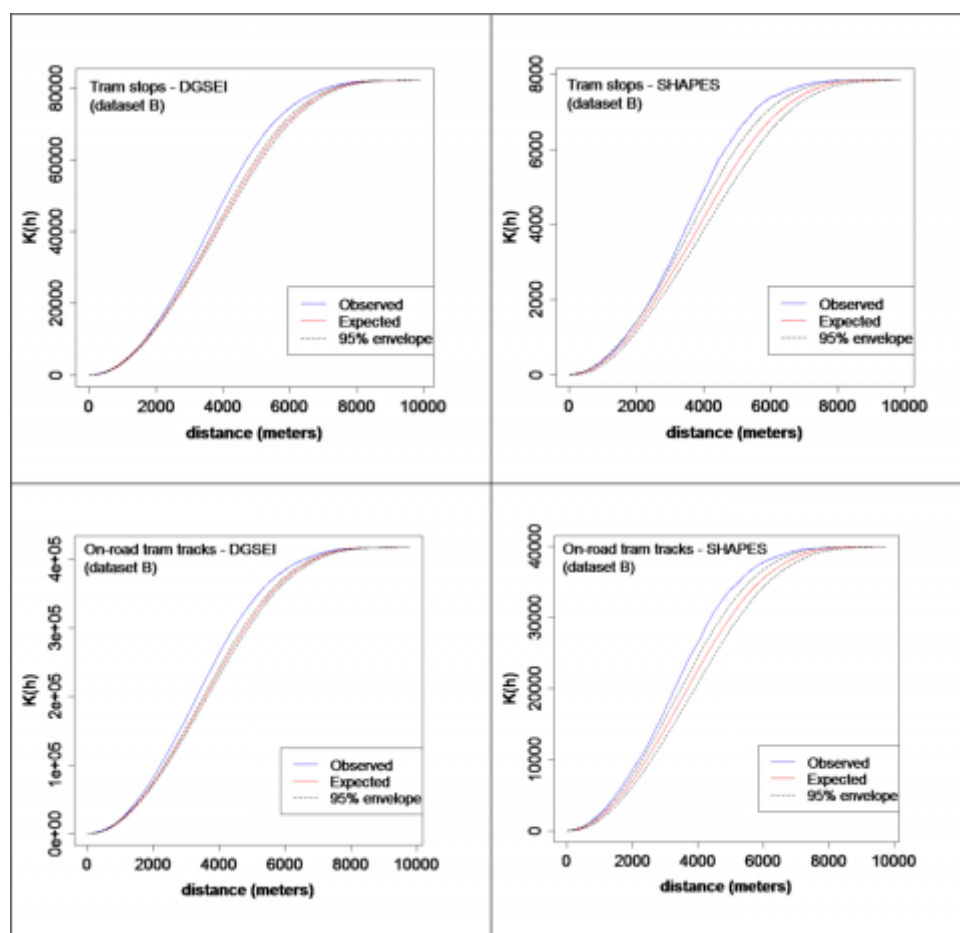 Tram stops - DGSEI
(dataset B)
K(h)
80000
60000
40000
20000
0
Observed
Expected
95% envelope
0 2000 4000 6000 8000 10000
distance (meters)
Tram stops - SHAPES
(dataset B)
K(h)
8000
6000
4000
2000
0
Observed
Expected
95% envelope
0 2000 4000 6000 8000 10000
distance (meters)
On-road tram tracks - DGSEI
(dataset B)
K(h)
4e+05
3e+05
2e+05
1e+05
0e+00
Observed
Expected
95% envelope
0 2000 4000 6000 8000 10000
distance (meters)
On-road tram tracks - SHAPES
(dataset B)
K(h)
40000
30000
20000
10000
0
Observed
Expected
95% envelope
0 2000 4000 6000 8000 10000
distance (meters)